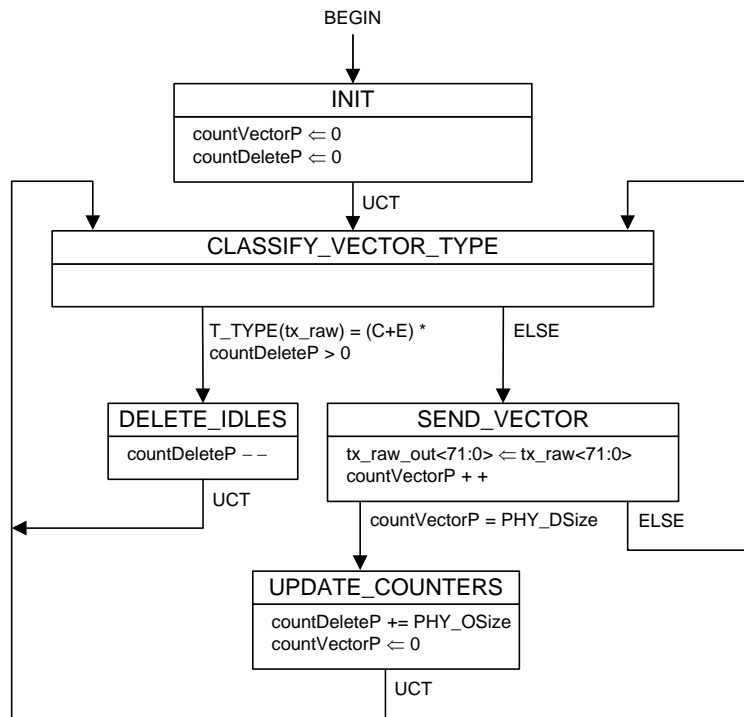 BEGIN
INIT
countVectorP ⇐ 0
countDeleteP ⇐ 0
UCT
CLASSIFY_VECTOR_TYPE
T_TYPE(tx_raw) = (C+E) *
countDeleteP > 0
ELSE
DELETE_IDLES
countDeleteP − −
UCT
SEND_VECTOR
tx_raw_out<71:0> ⇐ tx_raw<71:0>
countVectorP + +
countVectorP = PHY_DSize
ELSE
UPDATE_COUNTERS
countDeleteP += PHY_OSize
countVectorP ⇐ 0
UCT